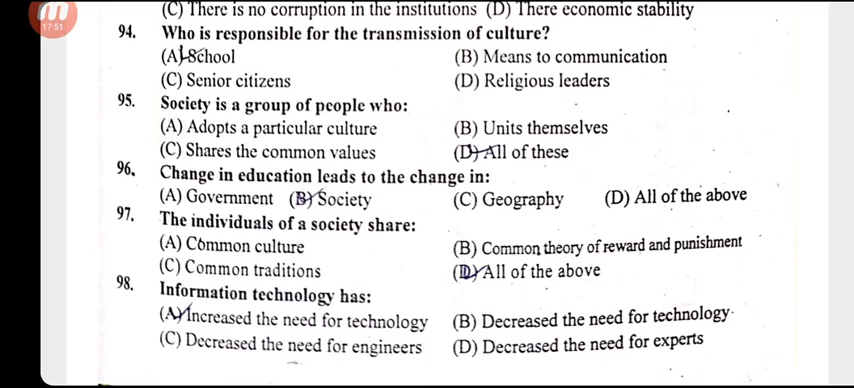 17:51
(C) There is no corruption in the institutions (D) There economic stability
94. Who is responsible for the transmission of culture?
(A) School (B) Means to communication
(C) Senior citizens (D) Religious leaders
95. Society is a group of people who:
(A) Adopts a particular culture (B) Units themselves
(C) Shares the common values (D) All of these
96. Change in education leads to the change in:
(A) Government (B) Society (C) Geography (D) All of the above
97. The individuals of a society share:
(A) Common culture (B) Common theory of reward and punishment
(C) Common traditions (D) All of the above
98. Information technology has:
(A) Increased the need for technology (B) Decreased the need for technology
(C) Decreased the need for engineers (D) Decreased the need for experts